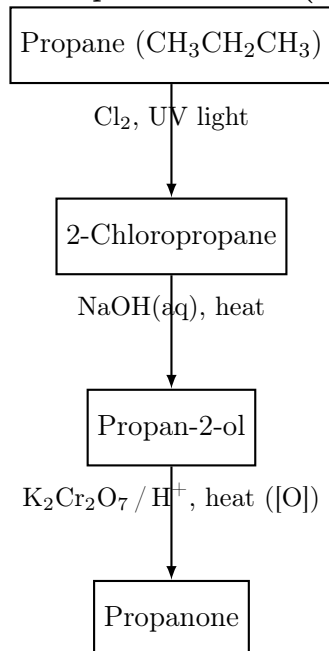 Propane (CH₃CH₂CH₃)
Cl₂, UV light
2-Chloropropane
NaOH(aq), heat
Propan-2-ol
K₂Cr₂O₇ / H⁺, heat ([O])
Propanone